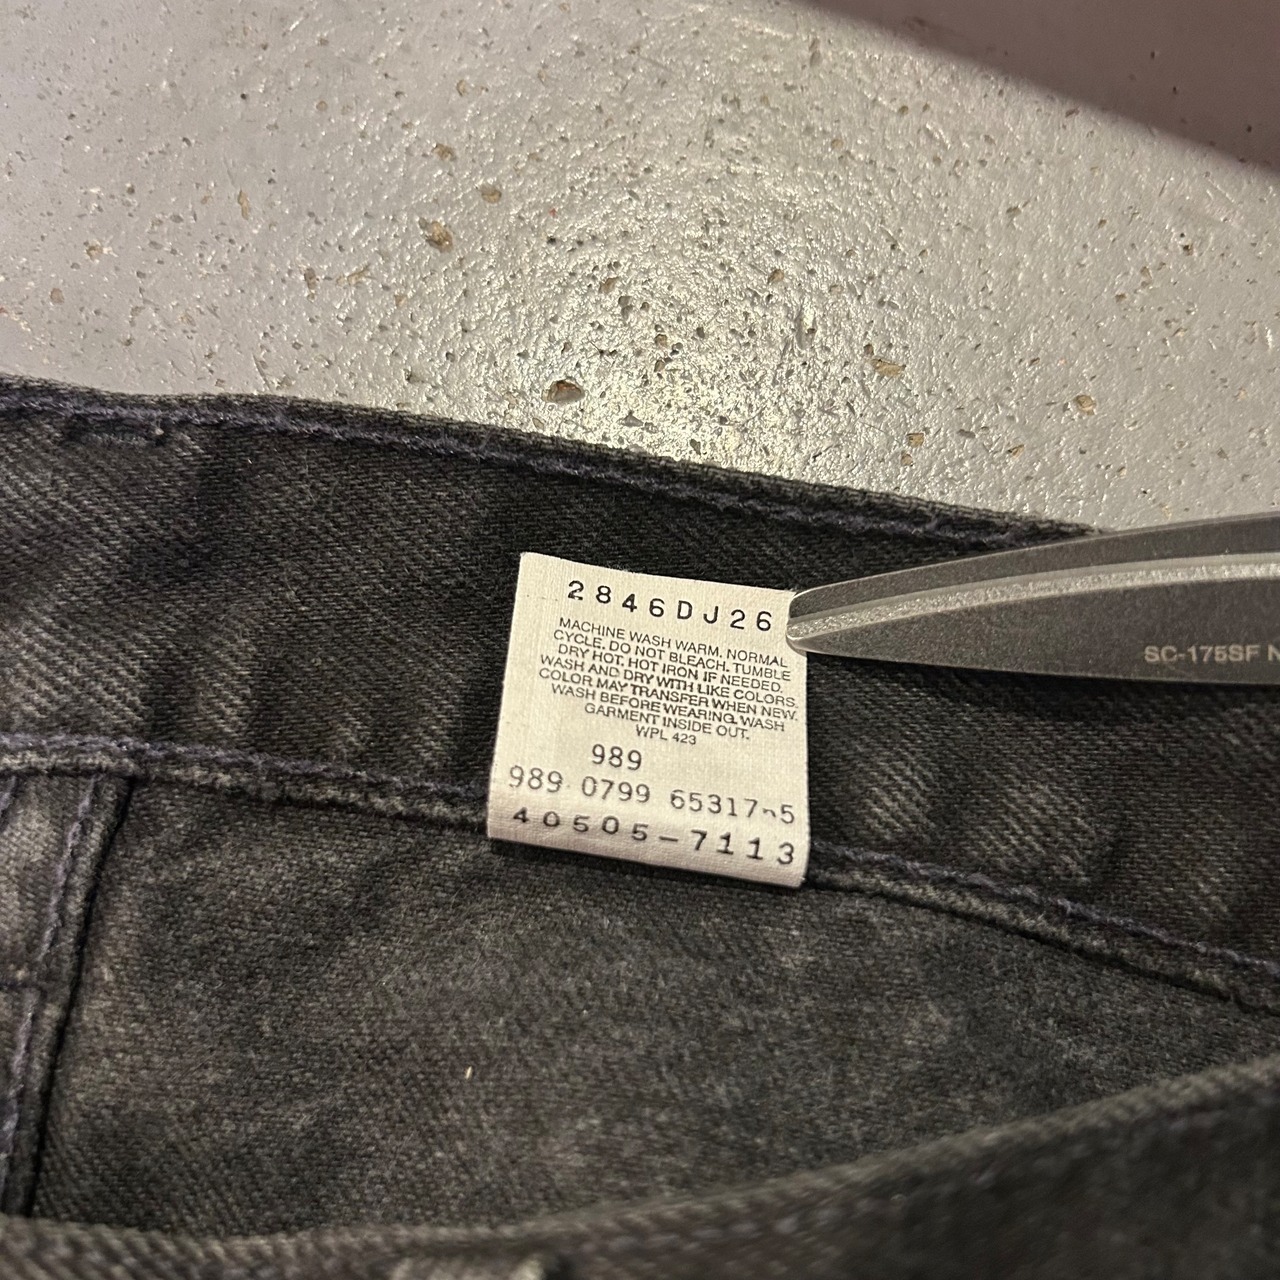 2846DJ26
MACHINE WASH WARM. NORMAL
CYCLE. DO NOT BLEACH. TUMBLE
DRY HOT. HOT IRON IF NEEDED.
WASH AND DRY WITH LIKE COLORS.
COLOR MAY TRANSFER WHEN NEW.
WASH BEFORE WEARING. WASH
GARMENT INSIDE OUT.
WPL 423
989
989 0799 65317
40505-7113
SC-175SF